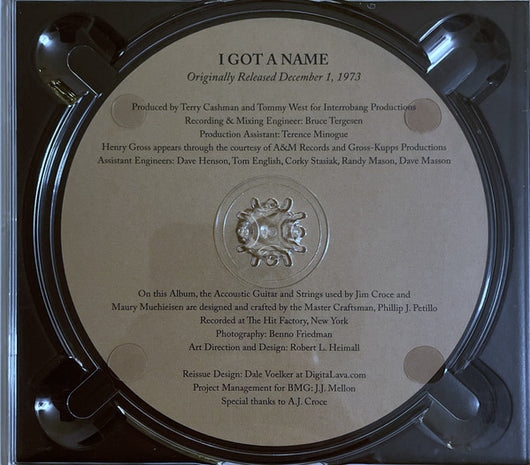 I GOT A NAME
Originally Released December 1, 1973
Produced by Terry Cashman and Tommy West for Interrobang Productions
Recording & Mixing Engineer: Bruce Tergesen
Production Assistant: Terence Minogue
Henry Gross appears through the courtesy of A&M Records and Gross-Kupps Productions
Assistant Engineers: Dave Henson, Tom English, Corky Stasiak, Randy Mason, Dave Masson
On this Album, the Accoustic Guitar and Strings used by Jim Croce and
Maury Muehieisen are designed and crafted by the Master Craftsman, Phillip J. Petillo
Recorded at The Hit Factory, New York
Photography: Benno Friedman
Art Direction and Design: Robert L. Heimall
Reissue Design: Dale Voelker at DigitalLava.com
Project Management for BMG: J.J. Mellon
Special thanks to A.J. Croce